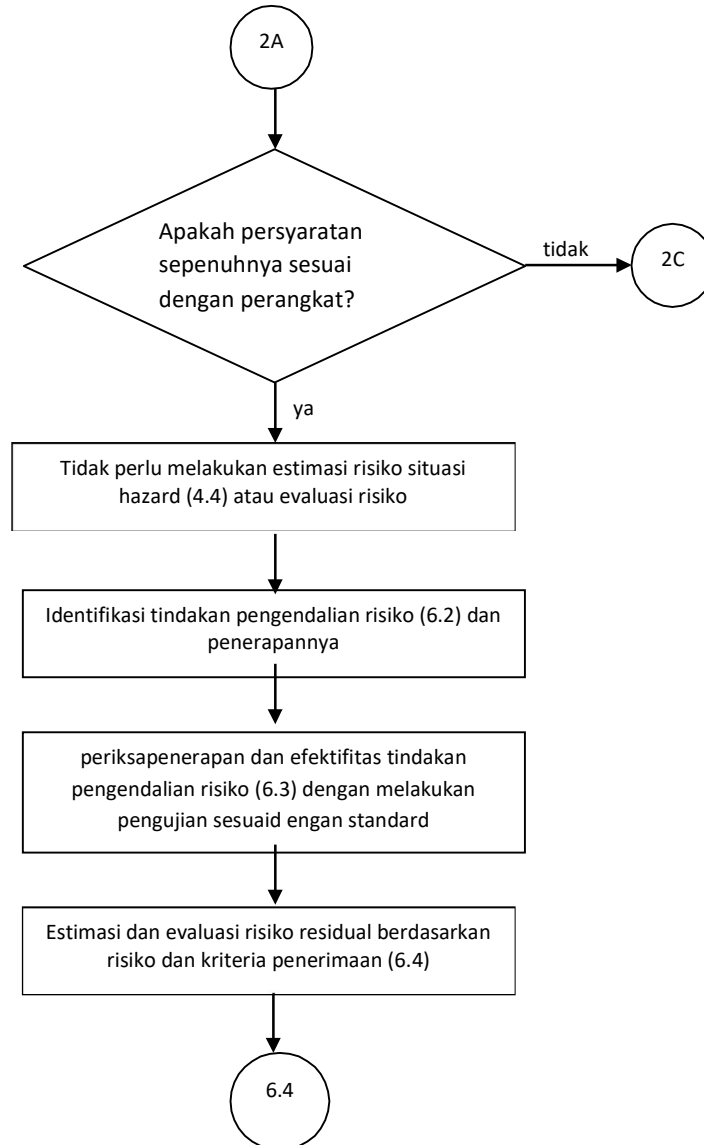 2A
Apakah persyaratan
sepenuhnya sesuai
dengan perangkat?
tidak
2C
ya
Tidak perlu melakukan estimasi risiko situasi
hazard (4.4) atau evaluasi risiko
Identifikasi tindakan pengendalian risiko (6.2) dan
penerapannya
periksapenerapan dan efektifitas tindakan
pengendalian risiko (6.3) dengan melakukan
pengujian sesuaid engan standard
Estimasi dan evaluasi risiko residual berdasarkan
risiko dan kriteria penerimaan (6.4)
6.4